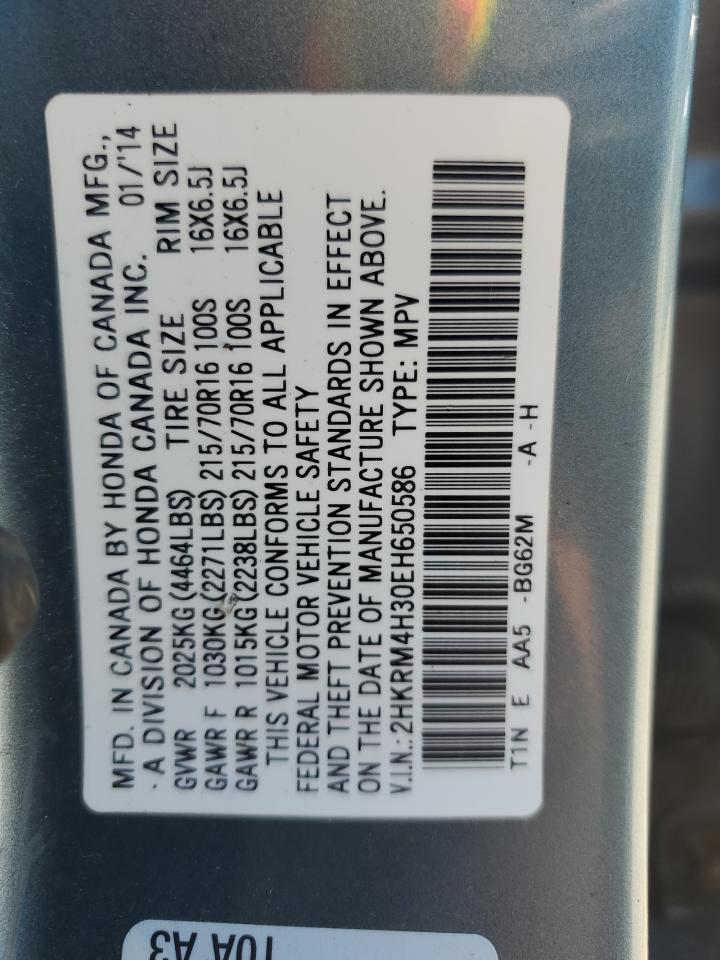 MFD. IN CANADA BY HONDA OF CANADA MFG.,
A DIVISION OF HONDA CANADA INC. 01/'14
GVWR 2025KG(4464LBS) TIRE SIZE RIM SIZE
GAWR F 1030KG(2271LBS)215/70R16 100S 16X6.5J
GAWR R 1015KG(2238LBS)215/70R16 100S 16X6.5J
THIS VEHICLE CONFORMS TO ALL APPLICABLE
FEDERAL MOTOR VEHICLE SAFETY
AND THEFT PREVENTION STANDARDS IN EFFECT
ON THE DATE OF MANUFACTURE SHOWN ABOVE.
V.I.N.:2HKRM4H30EH650586 TYPE: MPV
T1N E AA5 -BG62M -A -H
10A A3